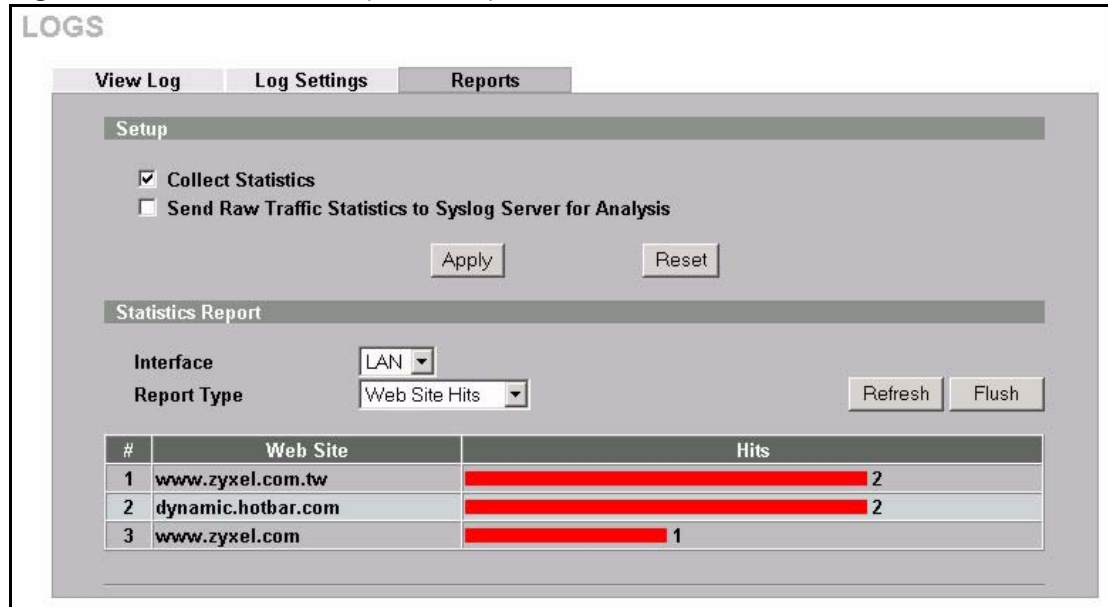 LOGS
View Log Log Settings Reports
Setup
Collect Statistics
Send Raw Traffic Statistics to Syslog Server for Analysis
Apply Reset
Statistics Report
Interface LAN
Report Type Web Site Hits Refresh Flush
# Web Site Hits
1 www.zyxel.com.tw 2
2 dynamic.hotbar.com 2
3 www.zyxel.com 1